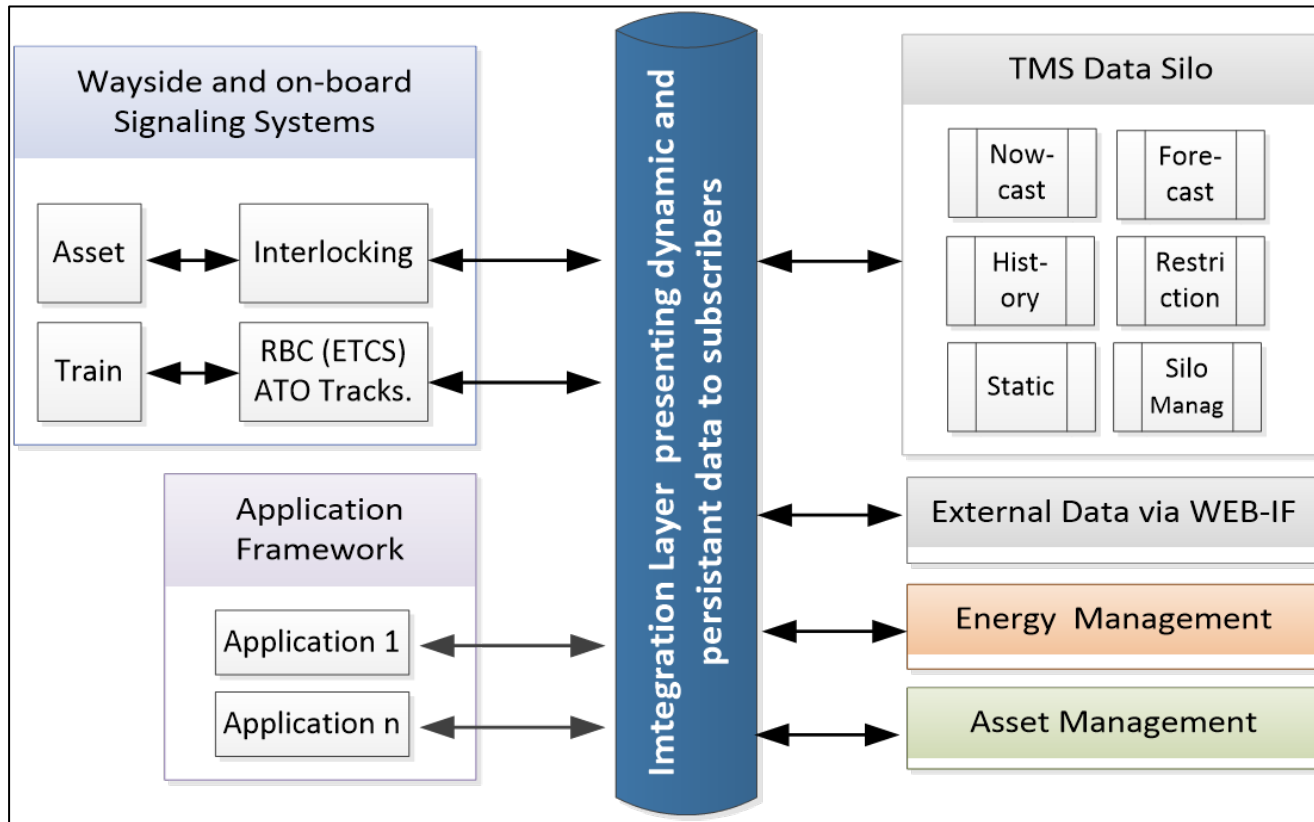 Wayside and on-board
Signaling Systems
Asset
Interlocking
Train
RBC (ETCS)
ATO Tracks.
Application
Framework
Application 1
Application n
Imtegration Layer presenting dynamic and
persistant data to subscribers
TMS Data Silo
Now-
cast
Fore-
cast
Hist-
ory
Restri
ction
Static
Silo
Manag
External Data via WEB-IF
Energy Management
Asset Management